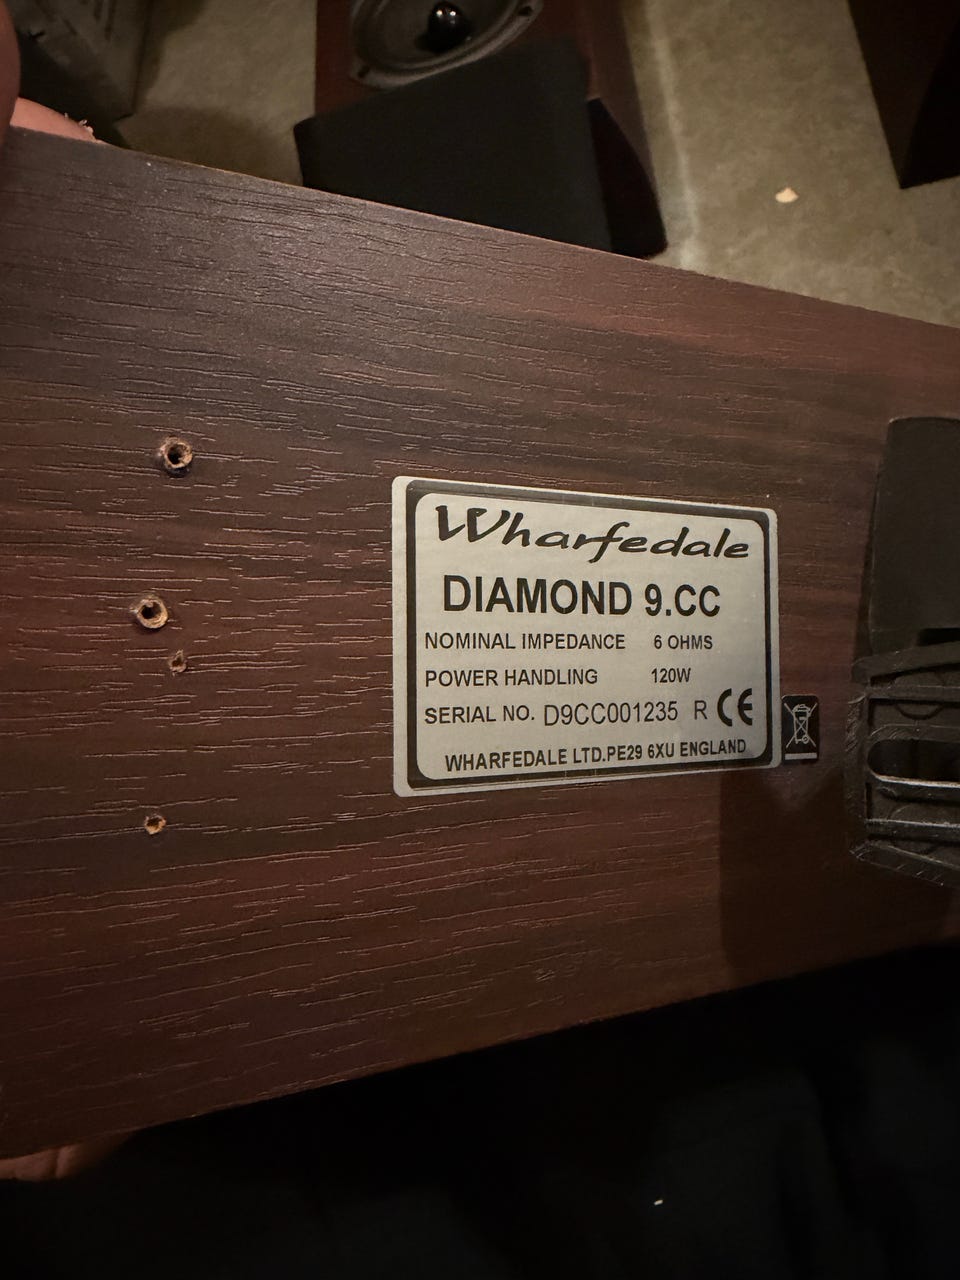 Wharfedale
DIAMOND 9.CC
NOMINAL IMPEDANCE 6 OHMS
POWER HANDLING 120W
SERIAL NO. D9CC001235 R CE
WHARFEDALE LTD.PE29 6XU ENGLAND